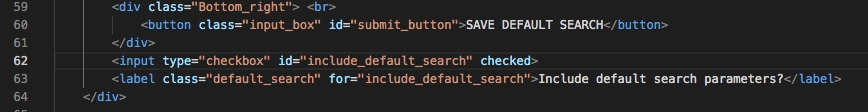 59 <div class="Bottom_right"> <br>
60 <button class="input_box" id="submit_button">SAVE DEFAULT SEARCH</button>
61 </div>
62 <input type="checkbox" id="include_default_search" checked>
63 <label class="default_search" for="include_default_search">Include default search parameters?</label>
64 </div>